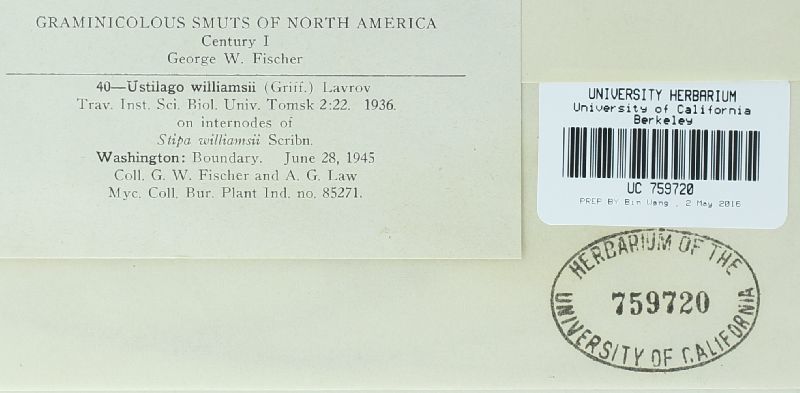 GRAMINICOLOUS SMUTS OF NORTH AMERICA
Century I
George W. Fischer
40—Ustilago williamsii (Griff.) Lavrov
Trav. Inst. Sci. Biol. Univ. Tomsk 2:22. 1936.
on internodes of
Stipa williamsii Scribn.
Washington: Boundary. June 28, 1945
Coll. G. W. Fischer and A. G. Law
Myc. Coll. Bur. Plant Ind. no. 85271.
UNIVERSITY HERBARIUM
University of California
Berkeley
UC 759720
PREP BY Bin Wang , 2 May 2016
HERBARIUM OF THE
759720
UNIVERSITY OF CALIFORNIA